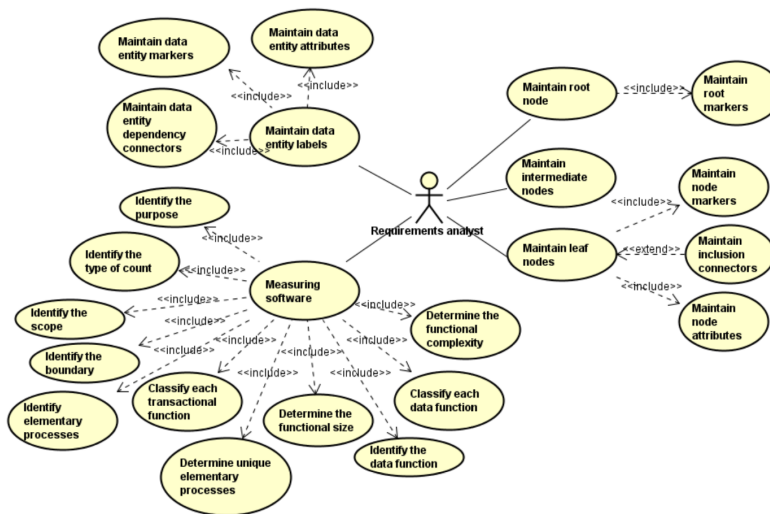 Maintain data
entity attributes
Maintain data
entity markers
<<include>>
<<include>>
Maintain data
entity
dependency
connectors
<<include>>
Maintain data
entity labels
Maintain root
node
<<include>>
Maintain
root
markers
Maintain
intermediate
nodes
Maintain
node
markers
<<include>>
Requirements analyst
Maintain leaf
nodes
<<extend>>
Maintain
inclusion
connectors
<<include>>
Maintain
node
attributes
Identify the
purpose
<<include>>
Identify the
type of count
<<include>>
Measuring
software
Identify the
scope
<<include>>
<<include>>
Determine the
functional
complexity
Identify the
boundary
<<include>>
<<include>>
<<include>>
<<include>>
<<include>>
<<include>>
<<include>>
<<include>>
Identify
elementary
processes
Classify each
transactional
function
Determine the
functional size
Classify each
data function
Determine unique
elementary
processes
Identify the
data function